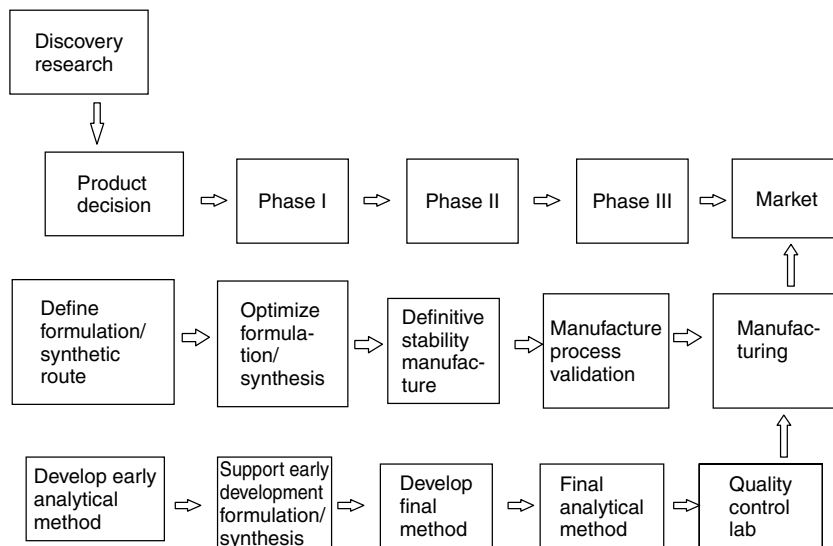 Discovery
research
Product
decision
Phase I
Phase II
Phase III
Market
Define
formulation/
synthetic
route
Optimize
formula-
tion/
synthesis
Definitive
stability
manufac-
ture
Manufacture
process
validation
Manufac-
turing
Develop early
analytical
method
Support early
development
formulation/
synthesis
Develop
final
method
Final
analytical
method
Quality
control
lab